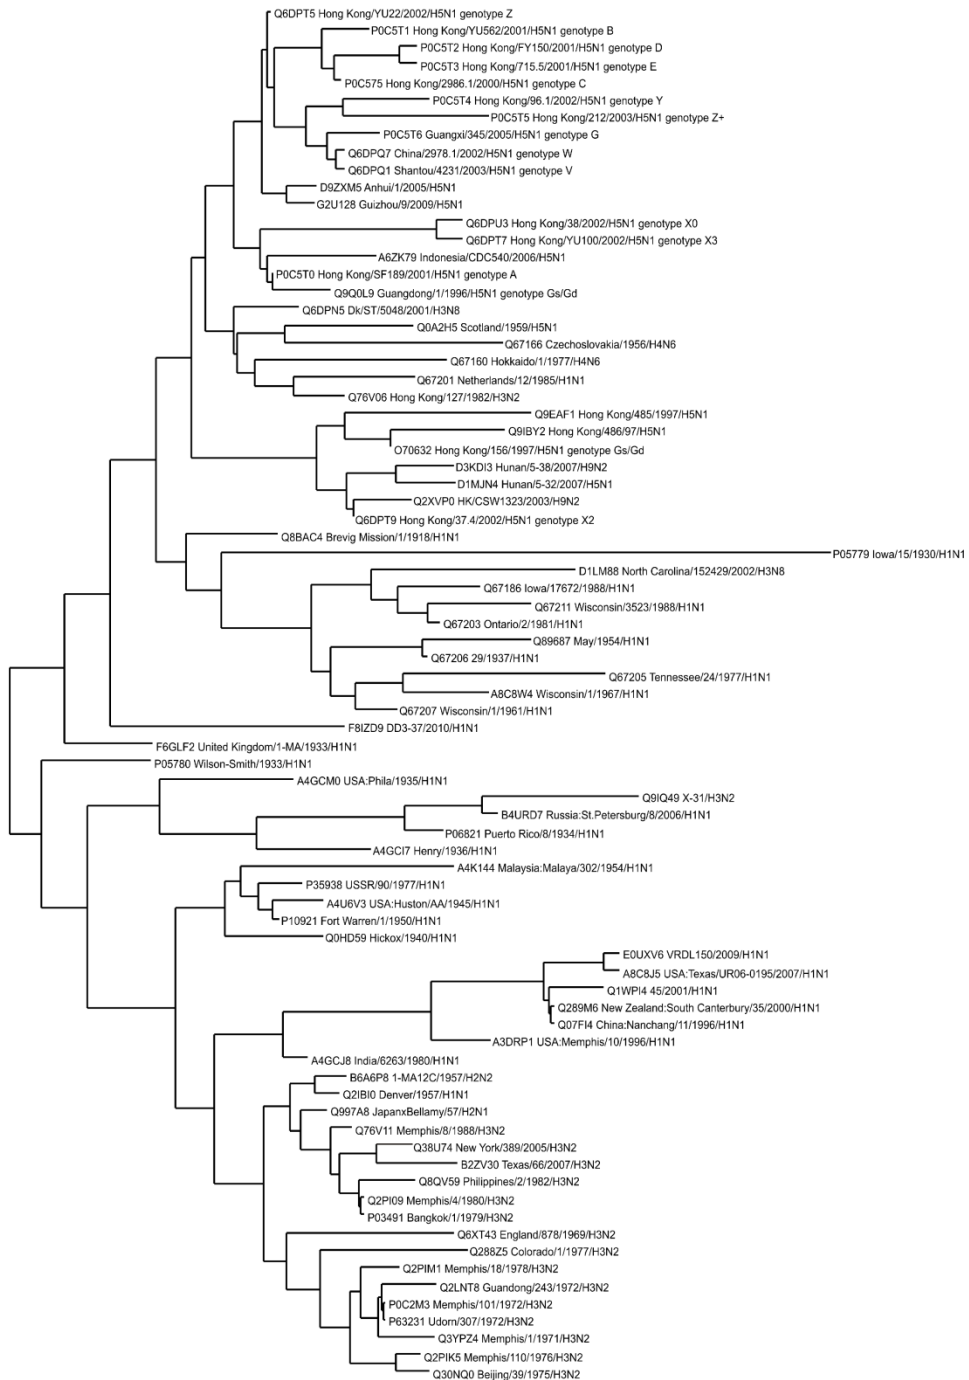 Q6DPT5 Hong Kong/YU22/2002/H5N1 genotype Z
P0C5T1 Hong Kong/YU562/2001/H5N1 genotype B
P0C5T2 Hong Kong/FY150/2001/H5N1 genotype D
P0C5T3 Hong Kong/715.5/2001/H5N1 genotype E
P0C575 Hong Kong/2986.1/2000/H5N1 genotype C
P0C5T4 Hong Kong/96.1/2002/H5N1 genotype Y
P0C5T5 Hong Kong/212/2003/H5N1 genotype Z+
P0C5T6 Guangxi/345/2005/H5N1 genotype G
Q6DPQ7 China/2978.1/2002/H5N1 genotype W
Q6DPQ1 Shantou/4231/2003/H5N1 genotype V
D9ZXM5 Anhui/1/2005/H5N1
G2U128 Guizhou/9/2009/H5N1
Q6DPU3 Hong Kong/38/2002/H5N1 genotype X0
Q6DPT7 Hong Kong/YU100/2002/H5N1 genotype X3
A6ZK79 Indonesia/CDC540/2006/H5N1
P0C5T0 Hong Kong/SF189/2001/H5N1 genotype A
Q9Q0L9 Guangdong/1/1996/H5N1 genotype Gs/Gd
Q6DPN5 Dk/ST/5048/2001/H3N8
Q0A2H5 Scotland/1959/H5N1
Q67166 Czechoslovakia/1956/H4N6
Q67160 Hokkaido/1/1977/H4N6
Q67201 Netherlands/12/1985/H1N1
Q76V06 Hong Kong/127/1982/H3N2
Q9EAF1 Hong Kong/485/1997/H5N1
Q9IBY2 Hong Kong/486/97/H5N1
O70632 Hong Kong/156/1997/H5N1 genotype Gs/Gd
D3KDI3 Hunan/5-38/2007/H9N2
D1MJN4 Hunan/5-32/2007/H5N1
Q2XVP0 HK/CSW1323/2003/H9N2
Q6DPT9 Hong Kong/37.4/2002/H5N1 genotype X2
Q8BAC4 Brevig Mission/1/1918/H1N1
P05779 Iowa/15/1930/H1N1
D1LM88 North Carolina/152429/2002/H3N8
Q67186 Iowa/17672/1988/H1N1
Q67211 Wisconsin/3523/1988/H1N1
Q67203 Ontario/2/1981/H1N1
Q89687 May/1954/H1N1
Q67206 29/1937/H1N1
Q67205 Tennessee/24/1977/H1N1
A8C8W4 Wisconsin/1/1967/H1N1
Q67207 Wisconsin/1/1961/H1N1
F8IZD9 DD3-37/2010/H1N1
F6GLF2 United Kingdom/1-MA/1933/H1N1
P05780 Wilson-Smith/1933/H1N1
A4GCM0 USA:Phila/1935/H1N1
Q9IQ49 X-31/H3N2
B4URD7 Russia:St.Petersburg/8/2006/H1N1
P06821 Puerto Rico/8/1934/H1N1
A4GCI7 Henry/1936/H1N1
A4K144 Malaysia:Malaya/302/1954/H1N1
P35938 USSR/90/1977/H1N1
A4U6V3 USA:Huston/AA/1945/H1N1
P10921 Fort Warren/1/1950/H1N1
Q0HD59 Hickox/1940/H1N1
E0UXV6 VRDL150/2009/H1N1
A8C8J5 USA:Texas/UR06-0195/2007/H1N1
Q1WPI4 45/2001/H1N1
Q289M6 New Zealand:South Canterbury/35/2000/H1N1
Q07FI4 China:Nanchang/11/1996/H1N1
A3DRP1 USA:Memphis/10/1996/H1N1
A4GCJ8 India/6263/1980/H1N1
B6A6P8 1-MA12C/1957/H2N2
Q2IBI0 Denver/1957/H1N1
Q997A8 JapanxBellamy/57/H2N1
Q76V11 Memphis/8/1988/H3N2
Q38U74 New York/389/2005/H3N2
B2ZV30 Texas/66/2007/H3N2
Q8QV59 Philippines/2/1982/H3N2
Q2PI09 Memphis/4/1980/H3N2
P03491 Bangkok/1/1979/H3N2
Q6XT43 England/878/1969/H3N2
Q288Z5 Colorado/1/1977/H3N2
Q2PIM1 Memphis/18/1978/H3N2
Q2LNT8 Guandong/243/1972/H3N2
P0C2M3 Memphis/101/1972/H3N2
P63231 Udorn/307/1972/H3N2
Q3YPZ4 Memphis/1/1971/H3N2
Q2PIK5 Memphis/110/1976/H3N2
Q30NQ0 Beijing/39/1975/H3N2